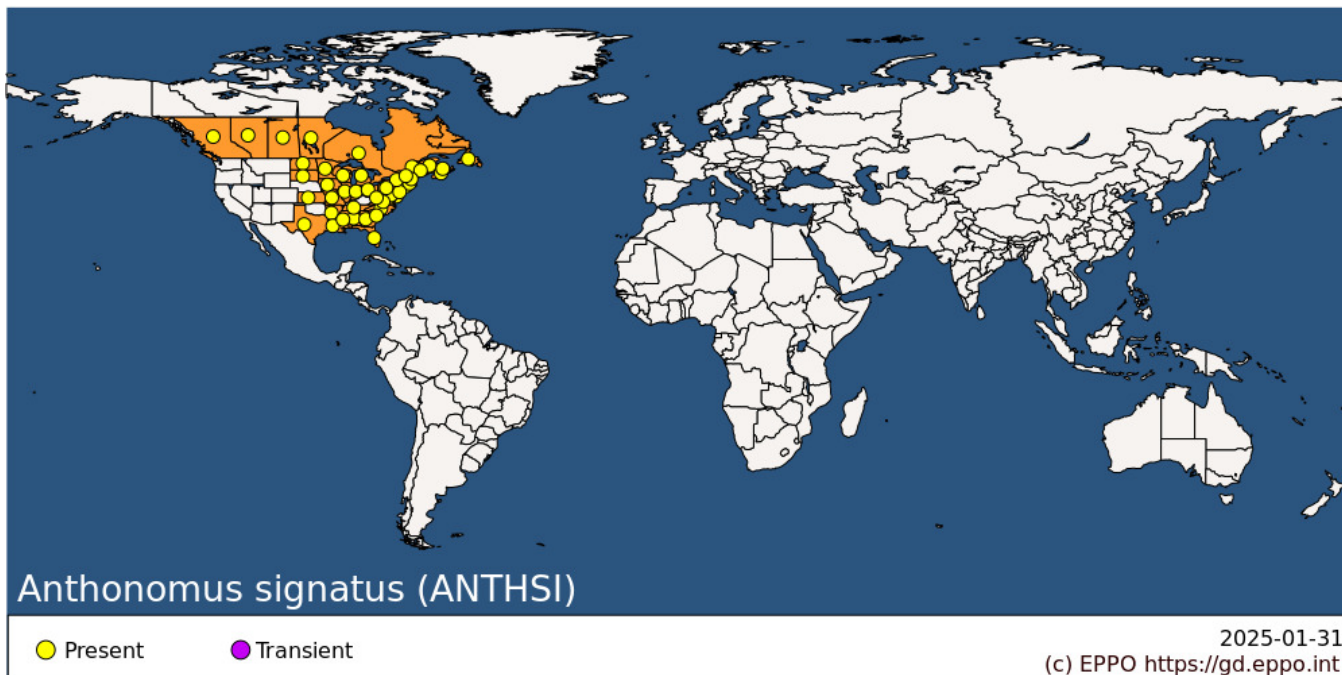 Anthonomus signatus (ANTHSI)
Present
Transient
2025-01-31
(c) EPPO https://gd.eppo.int